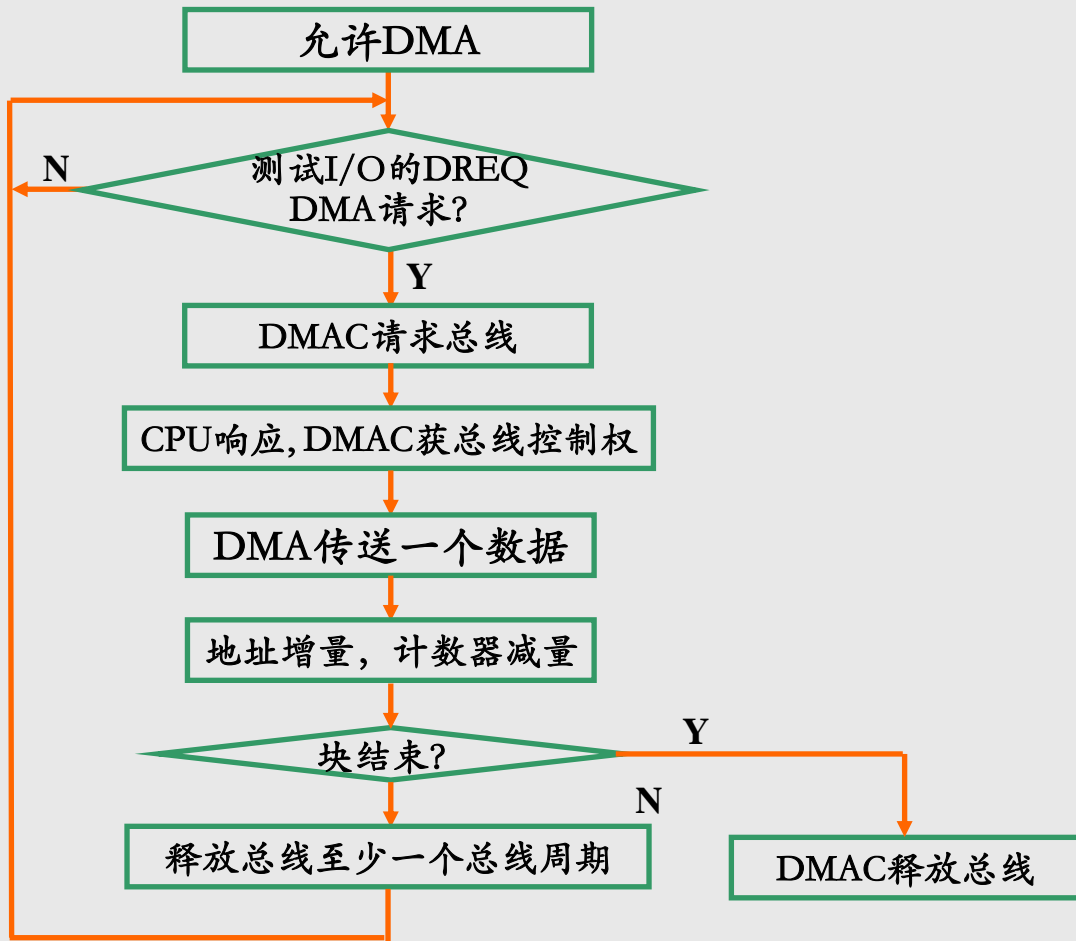 允许DMA
N
测试I/O的DREQ
DMA请求?
Y
DMAC请求总线
CPU响应,DMAC获总线控制权
DMA传送一个数据
地址增量，计数器减量
块结束?
Y
N
释放总线至少一个总线周期
DMAC释放总线